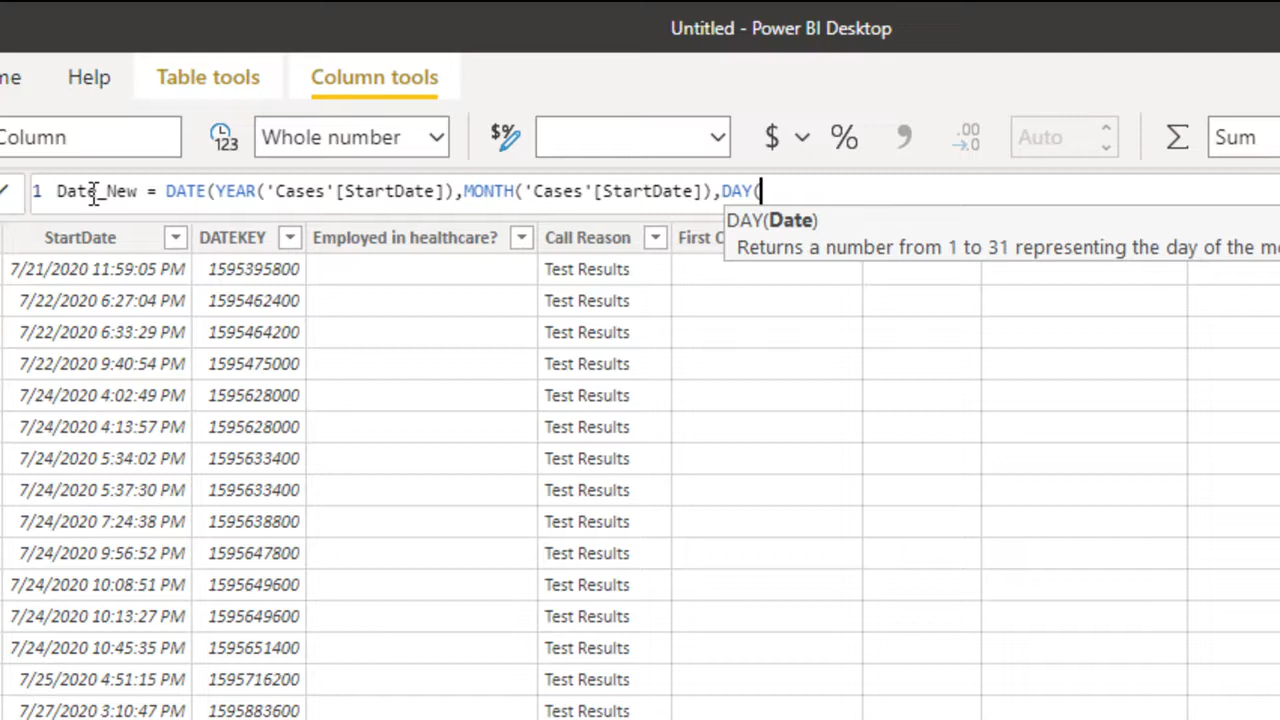 Untitled - Power BI Desktop
me Help Table tools Column tools
Column 123 Whole number $% $ % .00 Auto Sum
1 Date_New = DATE(YEAR('Cases'[StartDate]),MONTH('Cases'[StartDate]),DAY(
DAY(Date)
Returns a number from 1 to 31 representing the day of the mo
StartDate DATEKEY Employed in healthcare? Call Reason First C
7/21/2020 11:59:05 PM 1595395800 Test Results
7/22/2020 6:27:04 PM 1595462400 Test Results
7/22/2020 6:33:29 PM 1595464200 Test Results
7/22/2020 9:40:54 PM 1595475000 Test Results
7/24/2020 4:02:49 PM 1595628000 Test Results
7/24/2020 4:13:57 PM 1595628000 Test Results
7/24/2020 5:34:02 PM 1595633400 Test Results
7/24/2020 5:37:30 PM 1595633400 Test Results
7/24/2020 7:24:38 PM 1595638800 Test Results
7/24/2020 9:56:52 PM 1595647800 Test Results
7/24/2020 10:08:51 PM 1595649600 Test Results
7/24/2020 10:13:27 PM 1595649600 Test Results
7/24/2020 10:45:35 PM 1595651400 Test Results
7/25/2020 4:51:15 PM 1595716200 Test Results
7/27/2020 3:10:47 PM 1595883600 Test Results